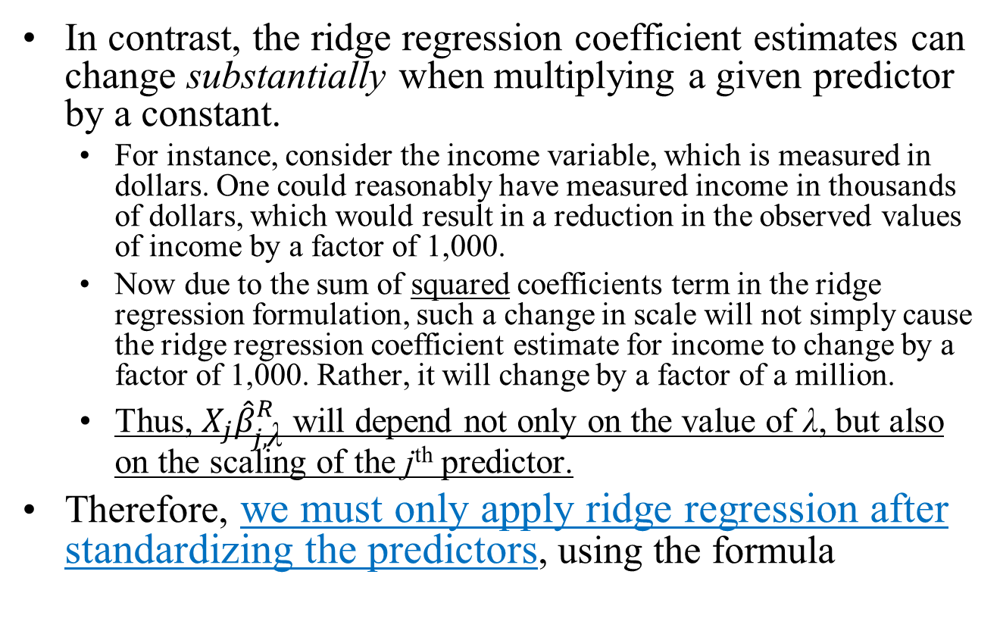 • In contrast, the ridge regression coefficient estimates can
change substantially when multiplying a given predictor
by a constant.
• For instance, consider the income variable, which is measured in
dollars. One could reasonably have measured income in thousands
of dollars, which would result in a reduction in the observed values
of income by a factor of 1,000.
• Now due to the sum of squared coefficients term in the ridge
regression formulation, such a change in scale will not simply cause
the ridge regression coefficient estimate for income to change by a
factor of 1,000. Rather, it will change by a factor of a million.
• Thus, X_j β̂^R_{j,λ} will depend not only on the value of λ, but also
on the scaling of the j^th predictor.
• Therefore, we must only apply ridge regression after
standardizing the predictors, using the formula